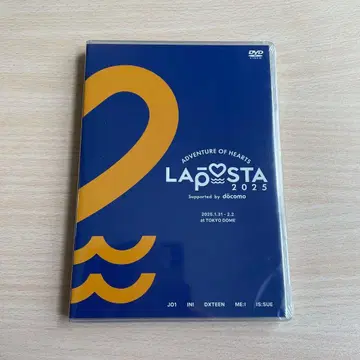 DVD
ADVENTURE OF HEARTS
LAPOSTA
2025
Supported by döcomo
2025.1.31 - 2.2
at TOKYO DOME
JO1 INI DXTEEN ME:I IS:SUE